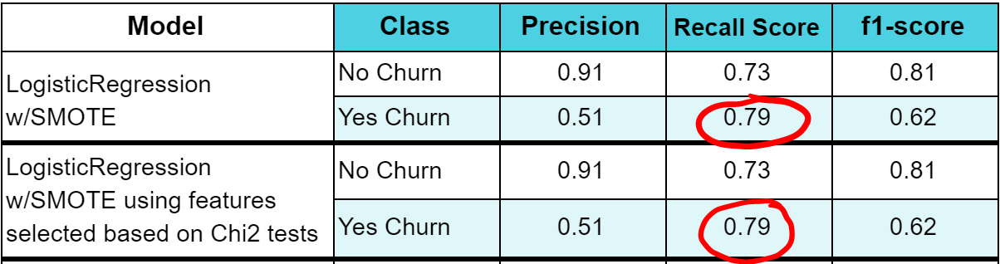 Model Class Precision Recall Score f1-score
LogisticRegression
w/SMOTE
No Churn 0.91 0.73 0.81
Yes Churn 0.51 0.79 0.62
LogisticRegression
w/SMOTE using features
selected based on Chi2 tests
No Churn 0.91 0.73 0.81
Yes Churn 0.51 0.79 0.62